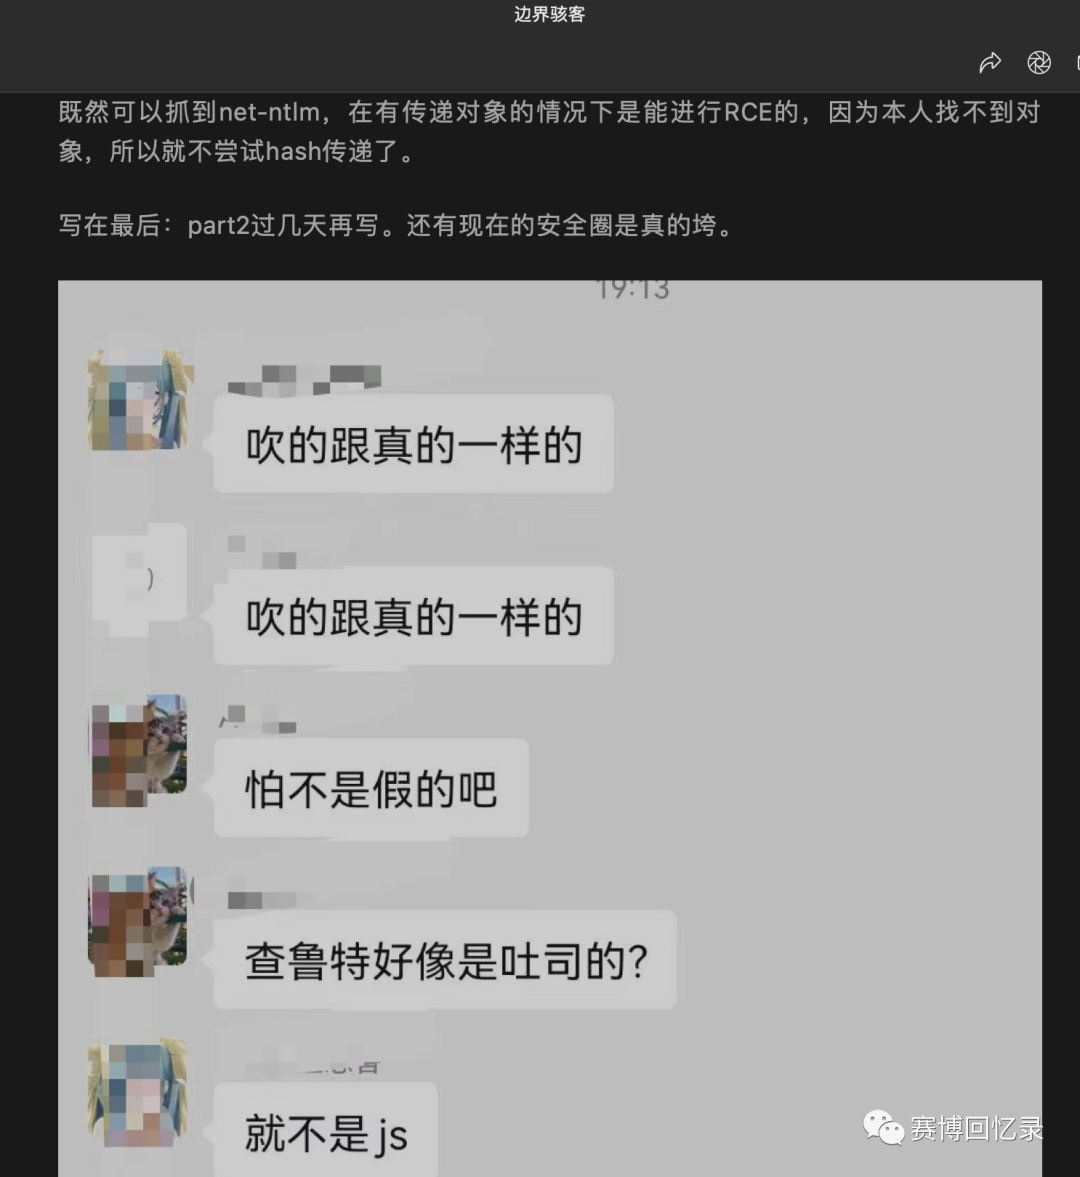 边界骇客
既然可以抓到net-ntlm，在有传递对象的情况下是能进行RCE的，因为本人找不到对
象，所以就不尝试hash传递了。
写在最后：part2过几天再写。还有现在的安全圈是真的垮。
19:13
吹的跟真的一样的
吹的跟真的一样的
怕不是假的吧
查鲁特好像是吐司的？
就不是js
赛博回忆录